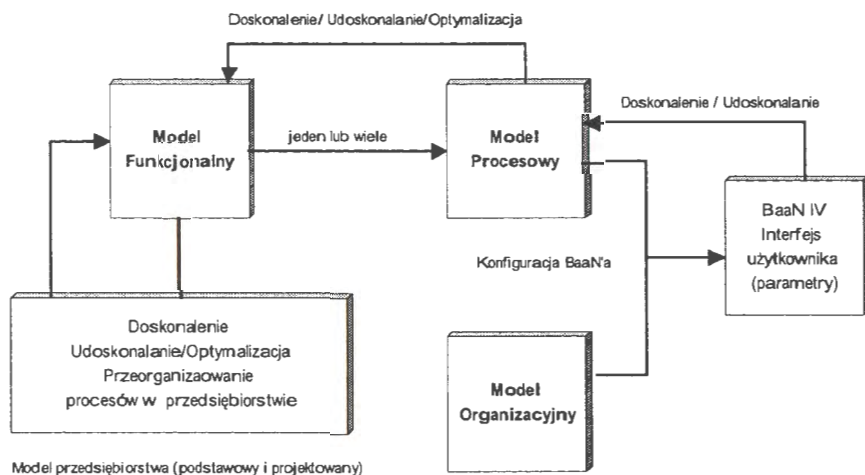 Doskonalenie/ Udoskonalanie/Optymalizacja
Doskonalenie / Udoskonalanie
Model
Funkcjonalny
jeden lub wiele
Model
Procesowy
BaaN IV
Interfejs
użytkownika
(parametry)
Konfiguracja BaaN'a
Doskonalenie
Udoskonalanie/Optymalizacja
Przeorganizaowanie
procesów w przedsiębiorstwie
Model
Organizacyjny
Model przedsiębiorstwa (podstawowy i projektowany)